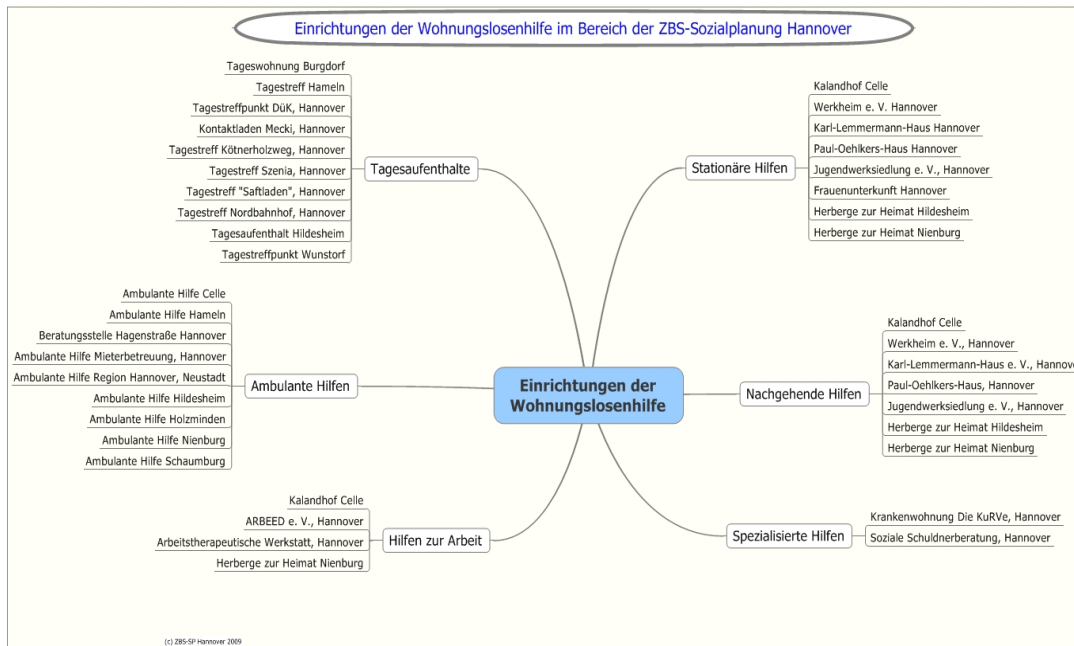 Einrichtungen der Wohnungslosenhilfe im Bereich der ZBS-Sozialplanung Hannover
Tageswohnung Burgdorf
Tagestreff Hameln
Tagestreffpunkt DüK, Hannover
Kontaktladen Mecki, Hannover
Tagestreff Kötnerholzweg, Hannover
Tagestreff Szenia, Hannover
Tagestreff "Saftladen", Hannover
Tagestreff Nordbahnhof, Hannover
Tagesaufenthalt Hildesheim
Tagestreffpunkt Wunstorf
Tagesaufenthalte
Ambulante Hilfe Celle
Ambulante Hilfe Hameln
Beratungsstelle Hagenstraße Hannover
Ambulante Hilfe Mieterbetreuung, Hannover
Ambulante Hilfe Region Hannover, Neustadt
Ambulante Hilfe Hildesheim
Ambulante Hilfe Holzminden
Ambulante Hilfe Nienburg
Ambulante Hilfe Schaumburg
Ambulante Hilfen
Kalandhof Celle
ARBEED e. V., Hannover
Arbeitstherapeutische Werkstatt, Hannover
Herberge zur Heimat Nienburg
Hilfen zur Arbeit
Einrichtungen der
Wohnungslosenhilfe
Stationäre Hilfen
Kalandhof Celle
Werkheim e. V. Hannover
Karl-Lemmermann-Haus Hannover
Paul-Oehlkers-Haus Hannover
Jugendwerksiedlung e. V., Hannover
Frauenunterkunft Hannover
Herberge zur Heimat Hildesheim
Herberge zur Heimat Nienburg
Nachgehende Hilfen
Kalandhof Celle
Werkheim e. V., Hannover
Karl-Lemmermann-Haus e. V., Hannove
Paul-Oehlkers-Haus, Hannover
Jugendwerksiedlung e. V., Hannover
Herberge zur Heimat Hildesheim
Herberge zur Heimat Nienburg
Spezialisierte Hilfen
Krankenwohnung Die KuRVe, Hannover
Soziale Schuldnerberatung, Hannover
(c) ZBS-SP Hannover 2009